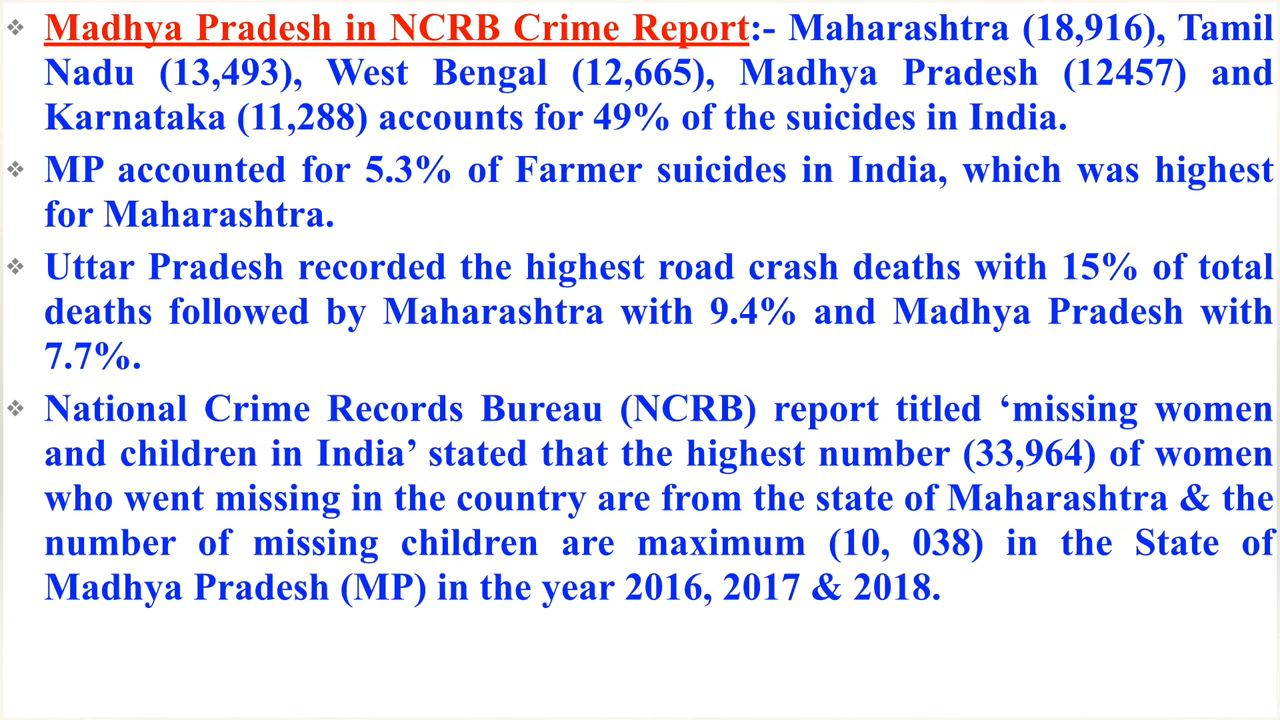 ❖ Madhya Pradesh in NCRB Crime Report:- Maharashtra (18,916), Tamil
Nadu (13,493), West Bengal (12,665), Madhya Pradesh (12457) and
Karnataka (11,288) accounts for 49% of the suicides in India.
❖ MP accounted for 5.3% of Farmer suicides in India, which was highest
for Maharashtra.
❖ Uttar Pradesh recorded the highest road crash deaths with 15% of total
deaths followed by Maharashtra with 9.4% and Madhya Pradesh with
7.7%.
❖ National Crime Records Bureau (NCRB) report titled ‘missing women
and children in India’ stated that the highest number (33,964) of women
who went missing in the country are from the state of Maharashtra & the
number of missing children are maximum (10, 038) in the State of
Madhya Pradesh (MP) in the year 2016, 2017 & 2018.